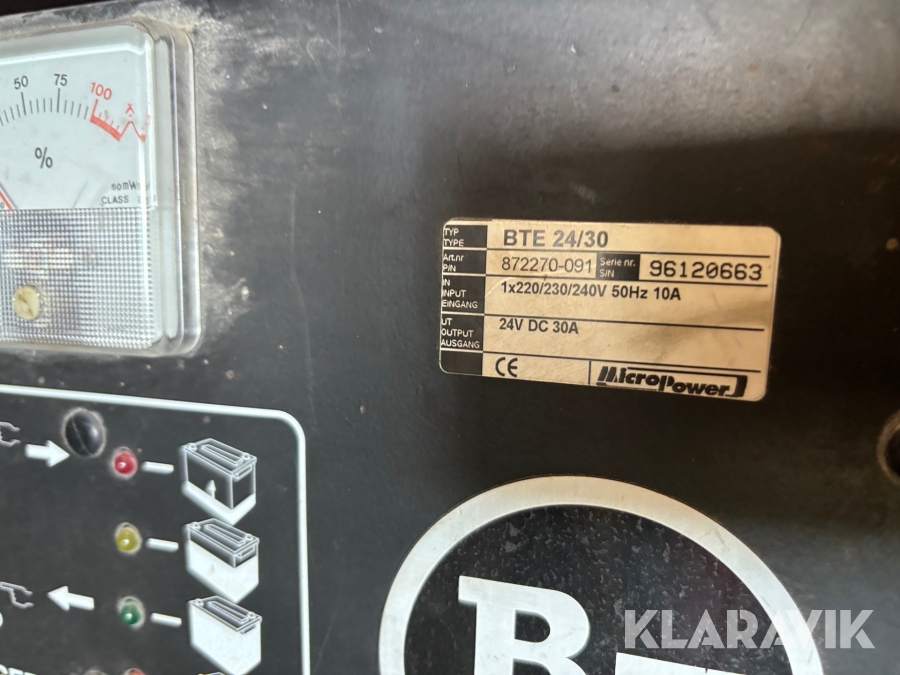 50 75 100
%
60mW
CLASS
TYP
TYPE
BTE 24/30
Art.nr
P/N
872270-091
Serie nr.
S/N
96120663
IN
INPUT
EINGANG
1x220/230/240V 50Hz 10A
UT
OUTPUT
AUSGANG
24V DC 30A
CE
MicroPower
B
KLARAVIK